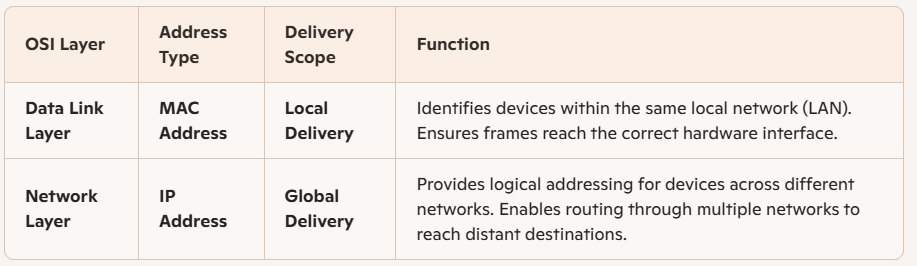 OSI Layer
Address
Type
Delivery
Scope
Function
Data Link
Layer
MAC
Address
Local
Delivery
Identifies devices within the same local network (LAN).
Ensures frames reach the correct hardware interface.
Network
Layer
IP
Address
Global
Delivery
Provides logical addressing for devices across different
networks. Enables routing through multiple networks to
reach distant destinations.